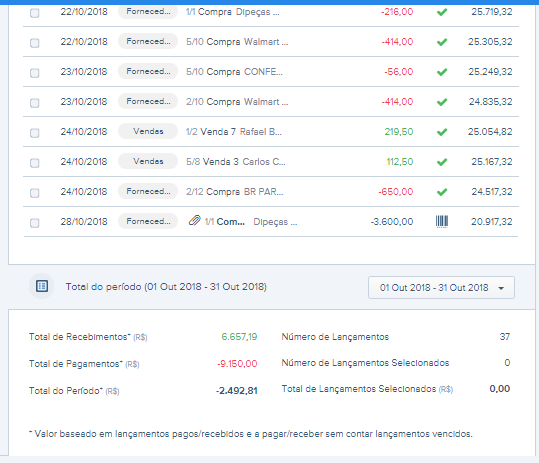 22/10/2018 Forneced... 1/1 Compra Dipeças ... -216,00 25.719,32
22/10/2018 Forneced... 5/10 Compra Walmart ... -414,00 25.305,32
23/10/2018 Forneced... 5/10 Compra CONFE... -56,00 25.249,32
23/10/2018 Forneced... 2/10 Compra Walmart ... -414,00 24.835,32
24/10/2018 Vendas 1/2 Venda 7 Rafael B... 219,50 25.054,82
24/10/2018 Vendas 5/8 Venda 3 Carlos C... 112,50 25.167,32
24/10/2018 Forneced... 2/12 Compra BR PAR... -650,00 24.517,32
28/10/2018 Forneced... 1/1 Com... Dipeças ... -3.600,00 20.917,32
Total do período (01 Out 2018 - 31 Out 2018) 01 Out 2018 - 31 Out 2018
Total de Recebimentos* (R$) 6.657,19 Número de Lançamentos 37
Total de Pagamentos* (R$) -9.150,00 Número de Lançamentos Selecionados 0
Total do Período* (R$) -2.492,81 Total de Lançamentos Selecionados (R$) 0,00
* Valor baseado em lançamentos pagos/recebidos e a pagar/receber sem contar lançamentos vencidos.